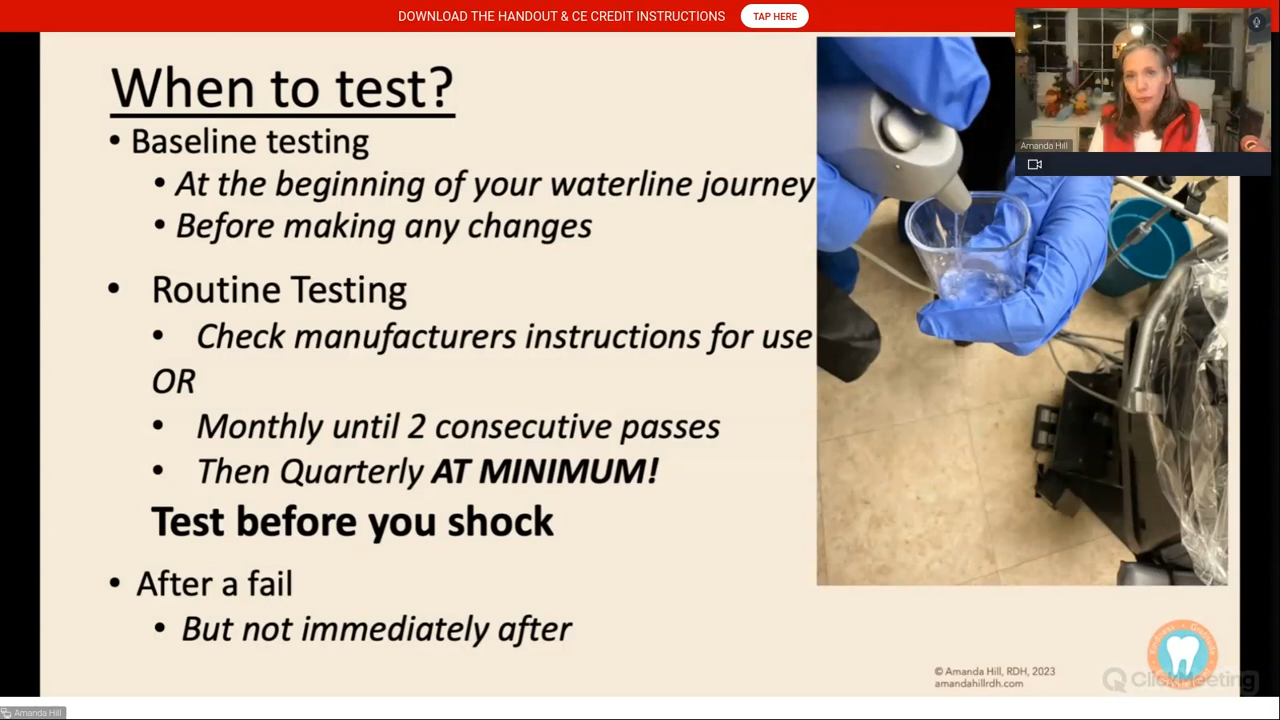 DOWNLOAD THE HANDOUT & CE CREDIT INSTRUCTIONS TAP HERE
When to test?
• Baseline testing
• At the beginning of your waterline journey
• Before making any changes
• Routine Testing
• Check manufacturers instructions for use
OR
• Monthly until 2 consecutive passes
• Then Quarterly AT MINIMUM!
Test before you shock
• After a fail
• But not immediately after
Amanda Hill
Kindness • Gratitude
© Amanda Hill, RDH, 2023
amandahillrdh.com
ClickMeeting
Amanda Hill